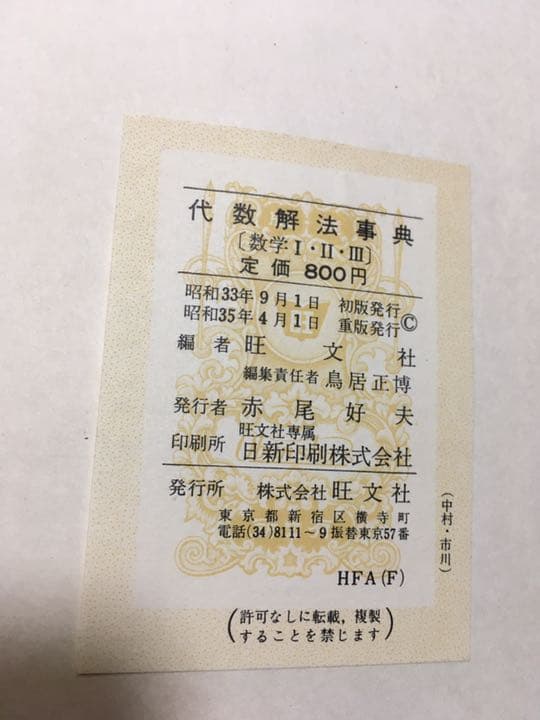 代数解法事典
〔数学Ⅰ・Ⅱ・Ⅲ〕
定価 800円
昭和33年9月1日 初版発行
昭和35年4月1日 重版発行 ©
編者 旺文社
編集責任者 鳥居正博
発行者 赤尾好夫
旺文社専属
印刷所 日新印刷株式会社
発行所 株式会社旺文社
東京都新宿区横寺町
電話(34)8111~9 振替東京57番
(中村・市川)
HFA(F)
(許可なしに転載,複製
することを禁じます)